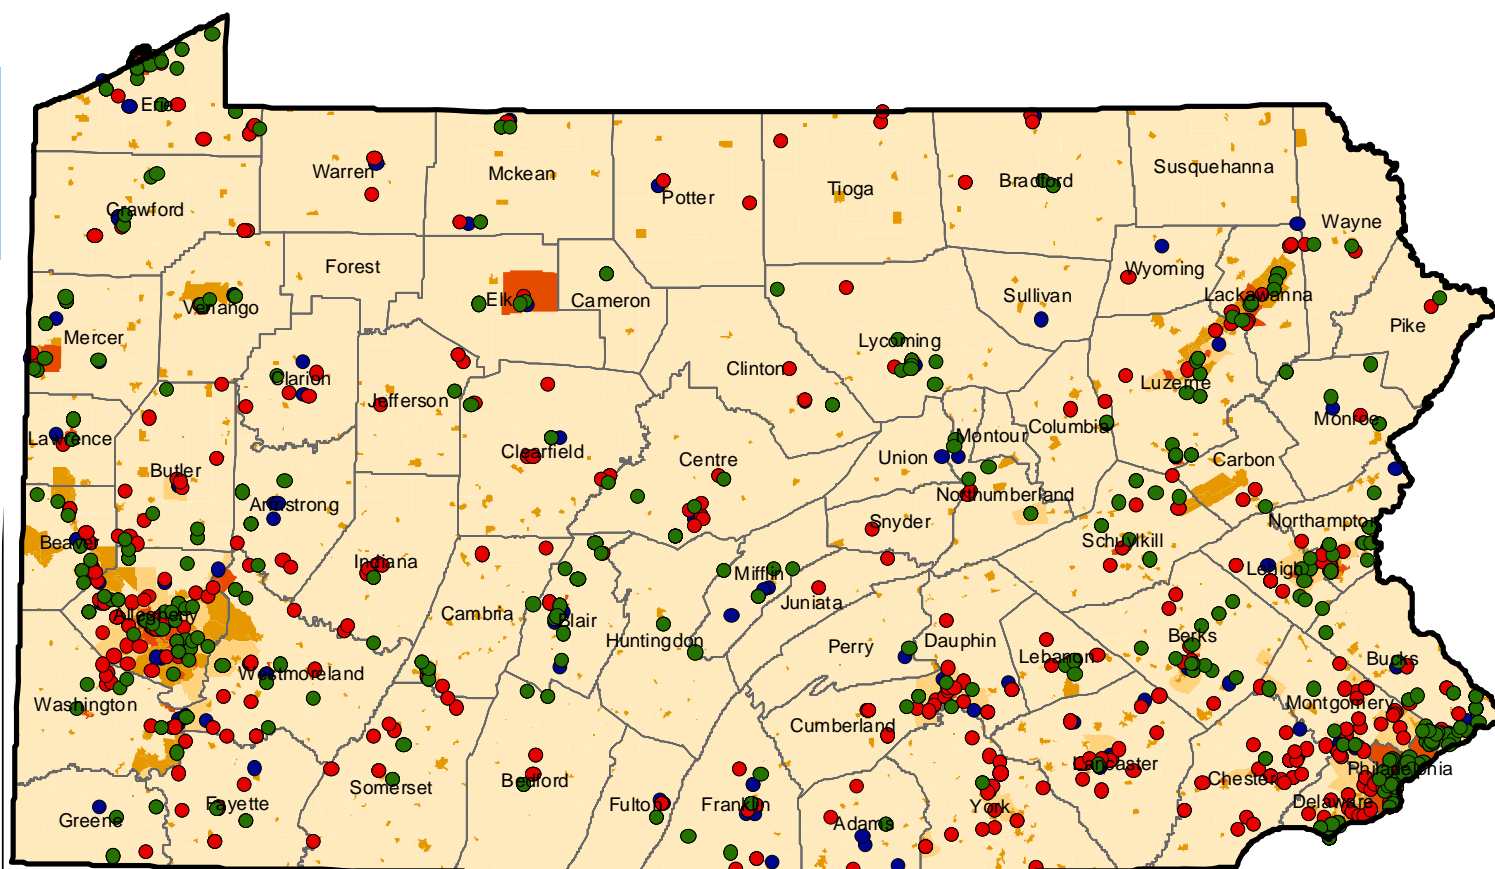 Erie
Warren
Mckean
Potter
Tioga
Bradford
Susquehanna
Wayne
Crawford
Forest
Elk
Cameron
Sullivan
Wyoming
Lackawanna
Pike
Venango
Mercer
Clarion
Jefferson
Clinton
Lycoming
Luzerne
Monroe
Lawrence
Butler
Armstrong
Clearfield
Centre
Union
Montour
Columbia
Carbon
Northumberland
Snyder
Schuylkill
Northampton
Lehigh
Beaver
Indiana
Allegheny
Cambria
Blair
Huntingdon
Mifflin
Juniata
Perry
Dauphin
Lebanon
Berks
Bucks
Washington
Westmoreland
Montgomery
Cumberland
Somerset
Bedford
Fulton
Franklin
Adams
York
Lancaster
Chester
Delaware
Philadelphia
Greene
Fayette